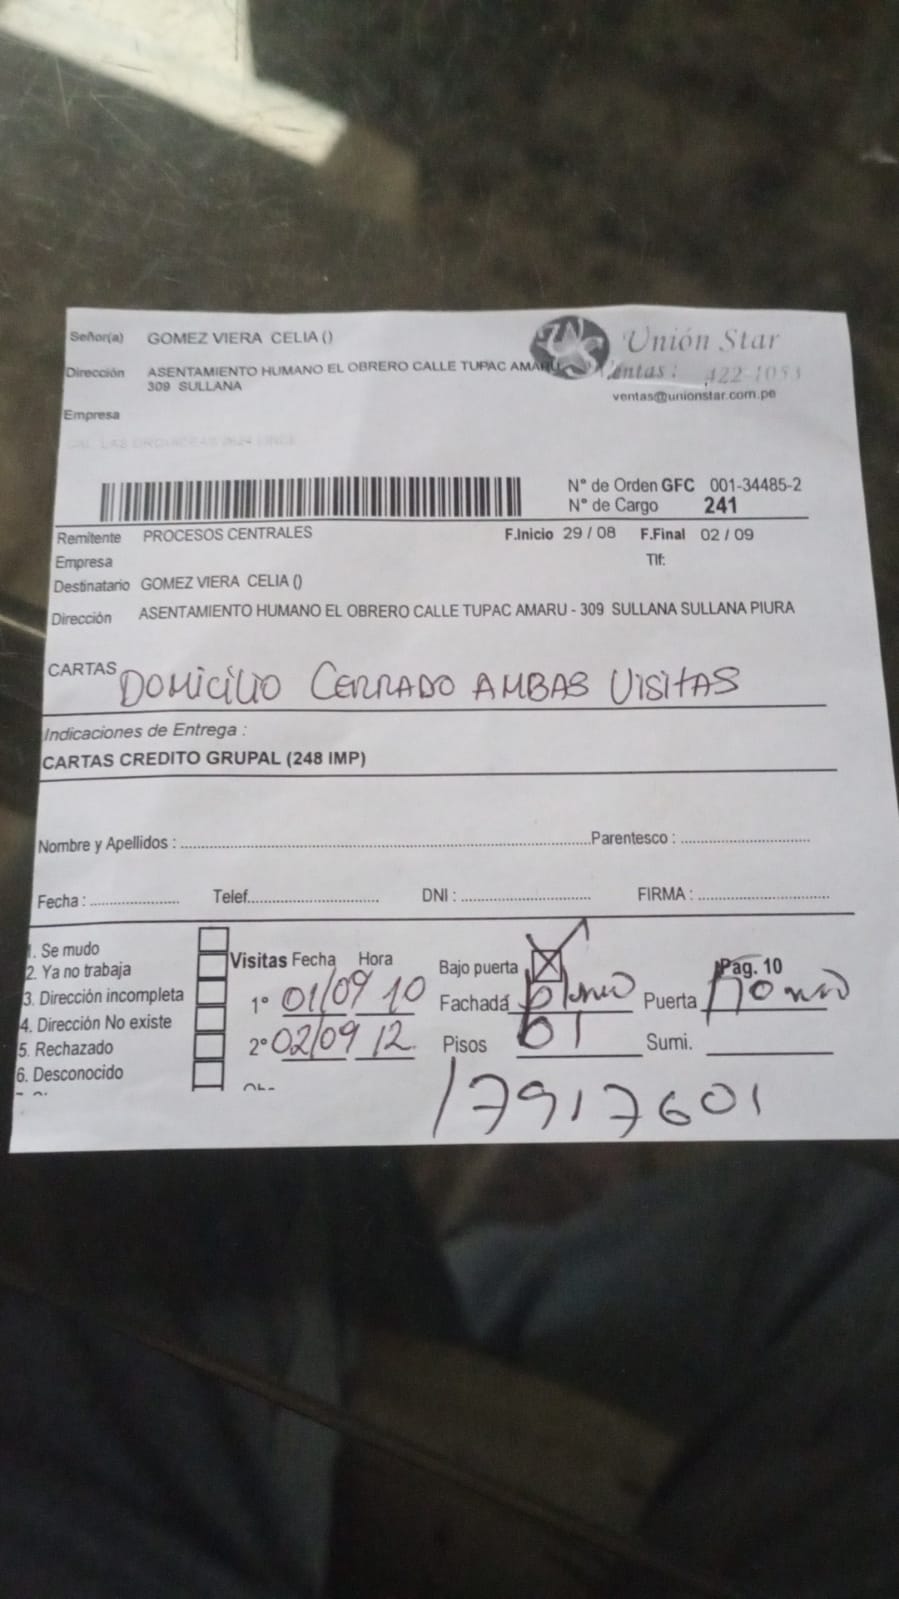 Señor(a) GOMEZ VIERA CELIA ()
Dirección ASENTAMIENTO HUMANO EL OBRERO CALLE TUPAC AMARU
309 SULLANA
Empresa
Unión Star
Ventas : 422-1053
ventas@unionstar.com.pe
N° de Orden GFC 001-34485-2
N° de Cargo 241
Remitente PROCESOS CENTRALES F.Inicio 29 / 08 F.Final 02 / 09
Empresa Tlf:
Destinatario GOMEZ VIERA CELIA ()
Dirección ASENTAMIENTO HUMANO EL OBRERO CALLE TUPAC AMARU - 309 SULLANA SULLANA PIURA
CARTAS DOMICILIO CERRADO AMBAS VISITAS
Indicaciones de Entrega :
CARTAS CREDITO GRUPAL (248 IMP)
Nombre y Apellidos : Parentesco :
Fecha : Telef. DNI : FIRMA :
1. Se mudo
2. Ya no trabaja
3. Dirección incompleta
4. Dirección No existe
5. Rechazado
6. Desconocido
Visitas Fecha Hora
1° 01/09 10
2° 02/09 12
Bajo puerta Pag. 10
Fachada Puerta
Pisos 01 Sumi.
17917601